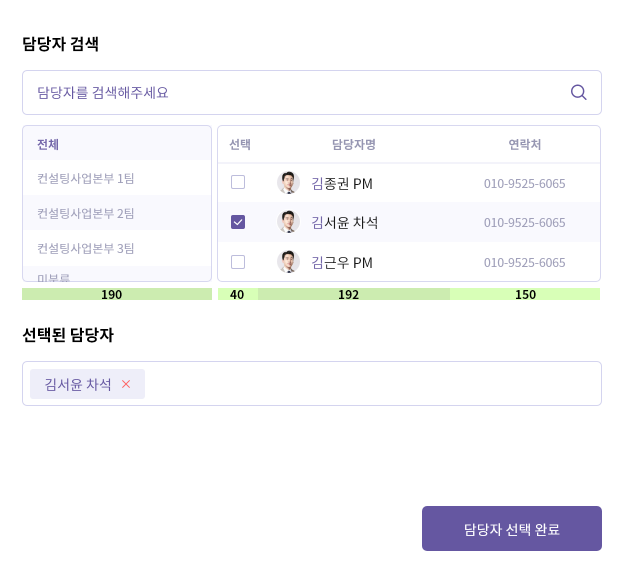 담당자 검색
담당자를 검색해주세요
전체
컨설팅사업본부 1팀
컨설팅사업본부 2팀
컨설팅사업본부 3팀
미분류
선택 담당자명 연락처
김종권 PM 010-9525-6065
김서윤 차석 010-9525-6065
김근우 PM 010-9525-6065
190 40 192 150
선택된 담당자
김서윤 차석
담당자 선택 완료